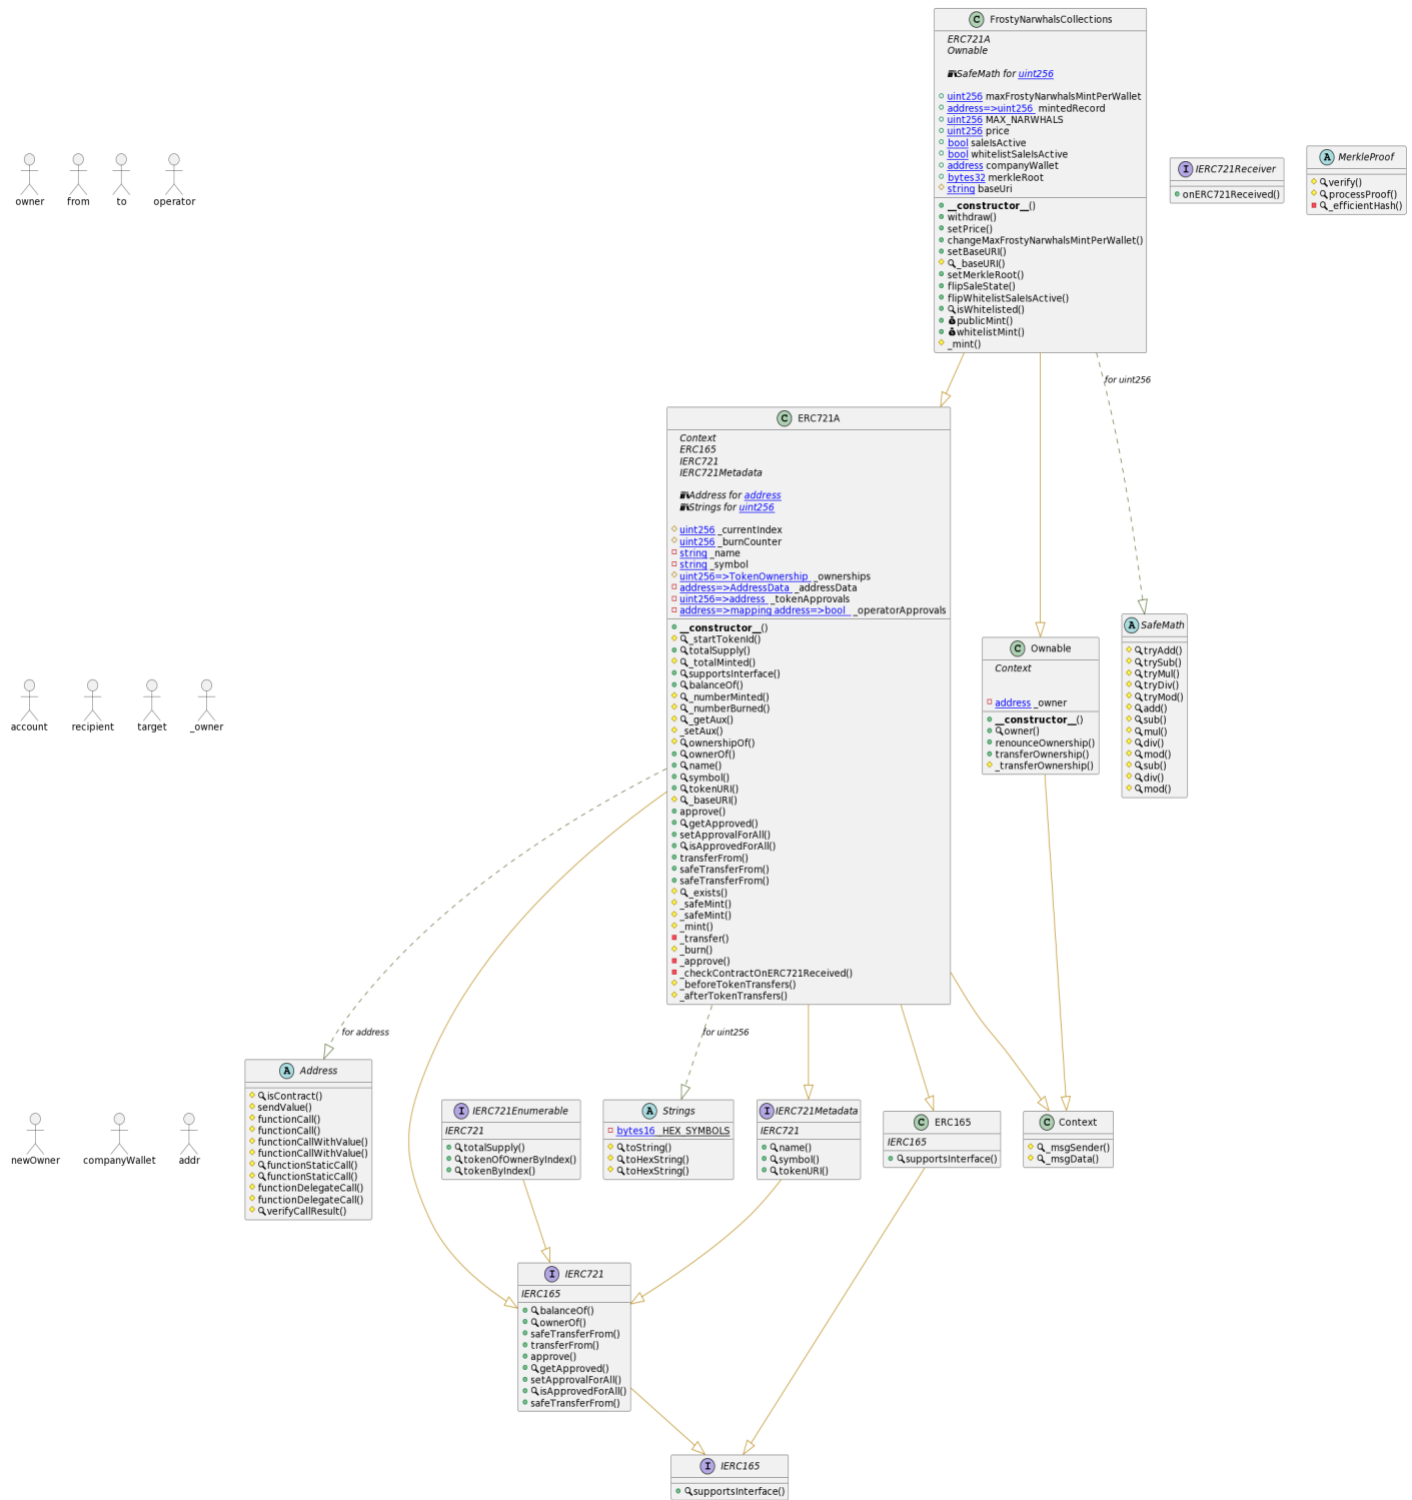 C FrostyNarwhalsCollections
ERC721A
Ownable
SafeMath for uint256
uint256 maxFrostyNarwhalsMintPerWallet
address=>uint256 mintedRecord
uint256 MAX_NARWHALS
uint256 price
bool saleIsActive
bool whitelistSaleIsActive
address companyWallet
bytes32 merkleRoot
string baseUri
__constructor__()
withdraw()
setPrice()
changeMaxFrostyNarwhalsMintPerWallet()
setBaseURI()
_baseURI()
setMerkleRoot()
flipSaleState()
flipWhitelistSaleIsActive()
isWhitelisted()
publicMint()
whitelistMint()
_mint()
I IERC721Receiver
onERC721Received()
A MerkleProof
verify()
processProof()
_efficientHash()
owner
from
to
operator
for uint256
C ERC721A
Context
ERC165
IERC721
IERC721Metadata
Address for address
Strings for uint256
uint256 _currentIndex
uint256 _burnCounter
string _name
string _symbol
uint256=>TokenOwnership _ownerships
address=>AddressData _addressData
uint256=>address _tokenApprovals
address=>mapping address=>bool _operatorApprovals
__constructor__()
_startTokenId()
totalSupply()
_totalMinted()
supportsInterface()
balanceOf()
_numberMinted()
_numberBurned()
_getAux()
_setAux()
ownershipOf()
ownerOf()
name()
symbol()
tokenURI()
_baseURI()
approve()
getApproved()
setApprovalForAll()
isApprovedForAll()
transferFrom()
safeTransferFrom()
safeTransferFrom()
_exists()
_safeMint()
_safeMint()
_mint()
_transfer()
_burn()
_approve()
_checkContractOnERC721Received()
_beforeTokenTransfers()
_afterTokenTransfers()
C Ownable
Context
address _owner
__constructor__()
owner()
renounceOwnership()
transferOwnership()
_transferOwnership()
A SafeMath
tryAdd()
trySub()
tryMul()
tryDiv()
tryMod()
add()
sub()
mul()
div()
mod()
sub()
div()
mod()
account
recipient
target
_owner
for address
for uint256
A Address
isContract()
sendValue()
functionCall()
functionCall()
functionCallWithValue()
functionCallWithValue()
functionStaticCall()
functionStaticCall()
functionDelegateCall()
functionDelegateCall()
verifyCallResult()
I IERC721Enumerable
IERC721
totalSupply()
tokenOfOwnerByIndex()
tokenByIndex()
A Strings
bytes16 _HEX_SYMBOLS
toString()
toHexString()
toHexString()
I IERC721Metadata
IERC721
name()
symbol()
tokenURI()
C ERC165
IERC165
supportsInterface()
C Context
_msgSender()
_msgData()
newOwner
companyWallet
addr
I IERC721
IERC165
balanceOf()
ownerOf()
safeTransferFrom()
transferFrom()
approve()
getApproved()
setApprovalForAll()
isApprovedForAll()
safeTransferFrom()
I IERC165
supportsInterface()